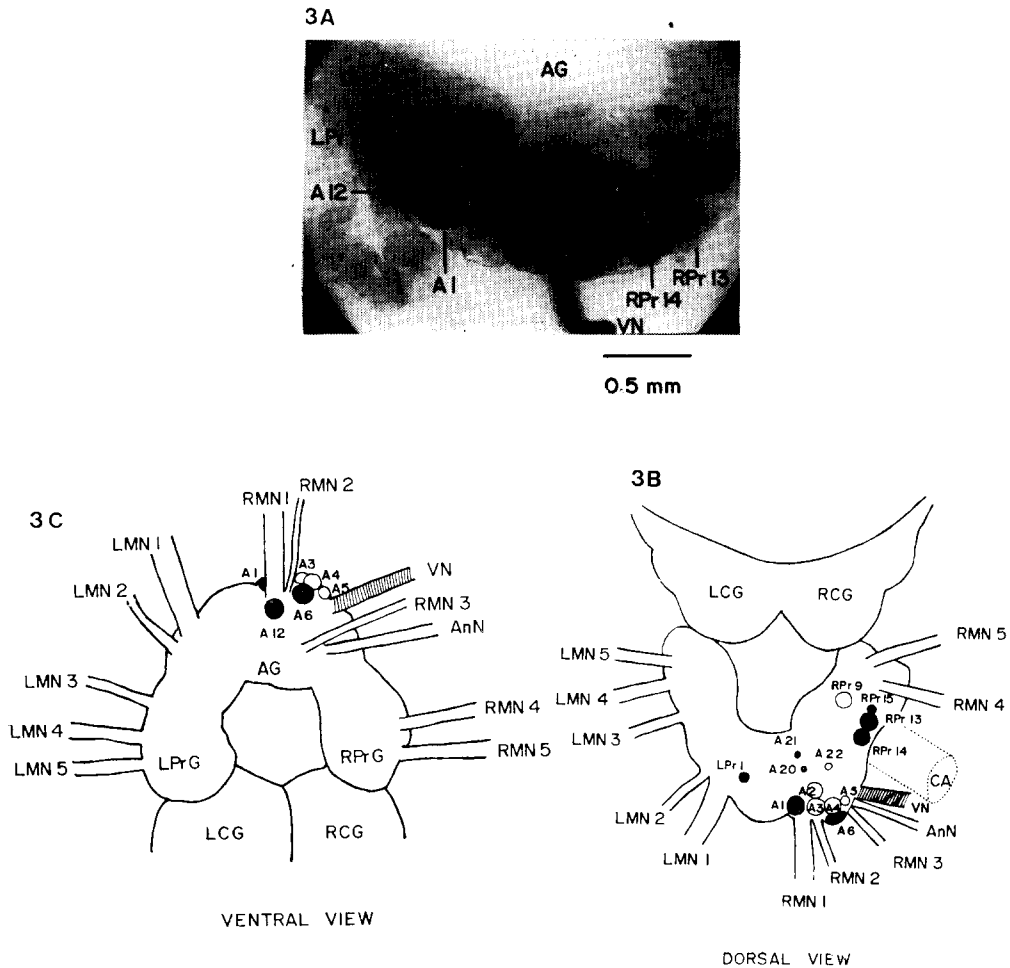 3A
AG
LPr
A12
A1
RPr 14
RPr 13
VN
0.5 mm
3C
RMN 1
RMN 2
LMN 1
LMN 2
A1
A3
A4
A5
VN
A12
A6
RMN 3
AnN
AG
LMN 3
LMN 4
LMN 5
LPrG
RPrG
RMN 4
RMN 5
LCG
RCG
VENTRAL VIEW
3B
LCG
RCG
LMN 5
RMN 5
LMN 4
RPr 9
RPr 15
RMN 4
RPr 13
LMN 3
RPr 14
A 21
A 22
A 20
CA
LPr 1
A2
A5
VN
A1
A3
A4
A6
AnN
LMN 2
LMN 1
RMN 3
RMN 2
RMN 1
DORSAL VIEW